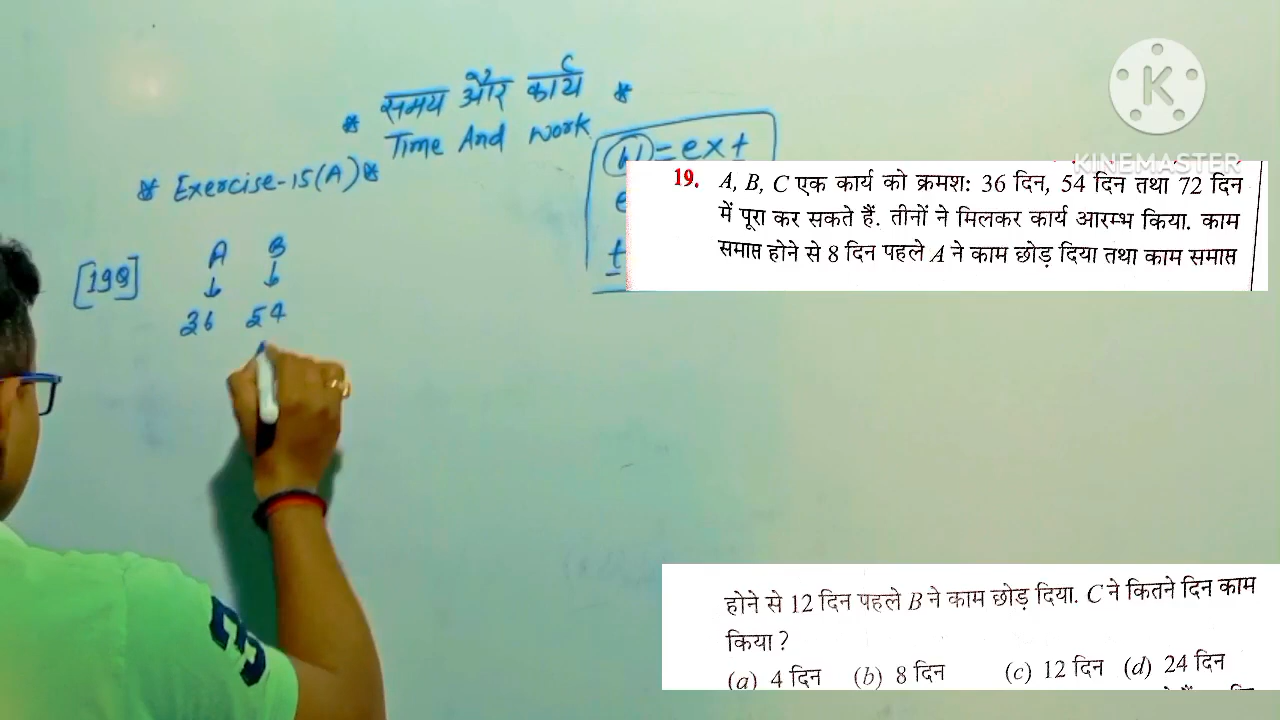 * समय और कार्य *
Time And work
* Exercise-15(A) *
W = e x t
e
t
KINEMASTER
19. A, B, C एक कार्य को क्रमश: 36 दिन, 54 दिन तथा 72 दिन
में पूरा कर सकते हैं. तीनों ने मिलकर कार्य आरम्भ किया. काम
समाप्त होने से 8 दिन पहले A ने काम छोड़ दिया तथा काम समाप्त
[19]
A B
↓ ↓
36 54
होने से 12 दिन पहले B ने काम छोड़ दिया. C ने कितने दिन काम
किया ?
(a) 4 दिन (b) 8 दिन (c) 12 दिन (d) 24 दिन